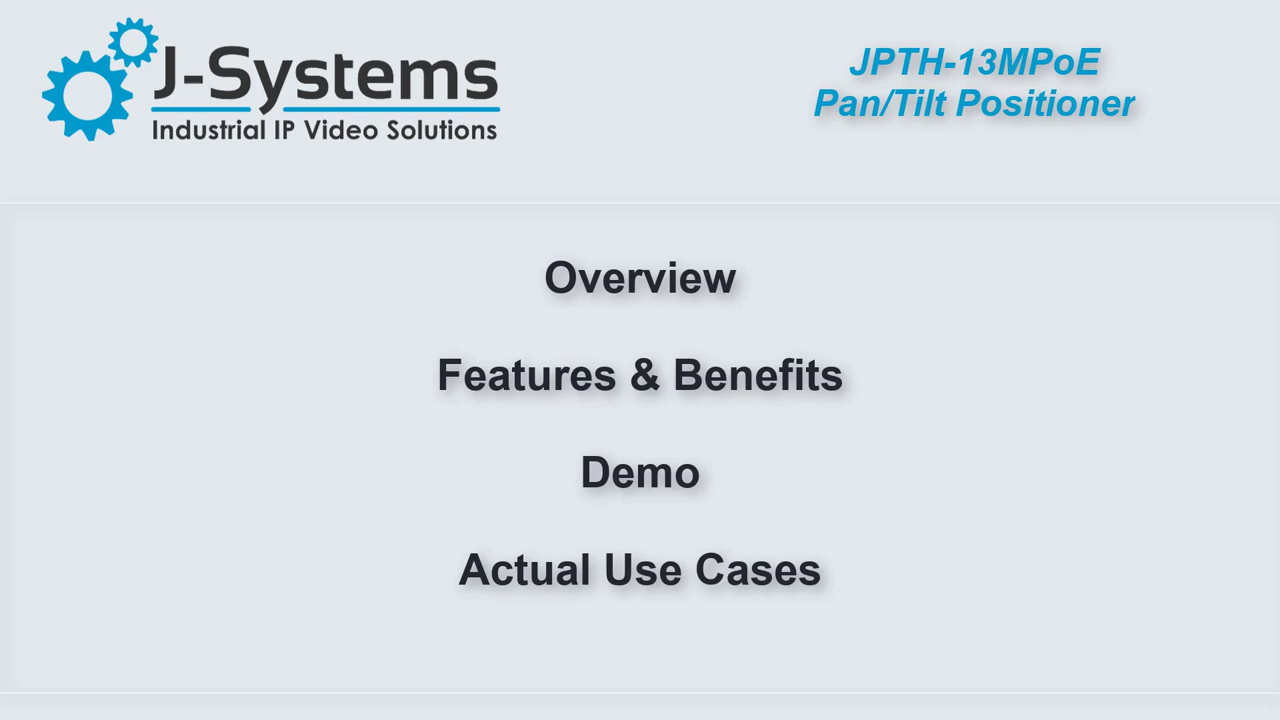 J-Systems
Industrial IP Video Solutions
JPTH-13MPoE
Pan/Tilt Positioner
Overview
Features & Benefits
Demo
Actual Use Cases